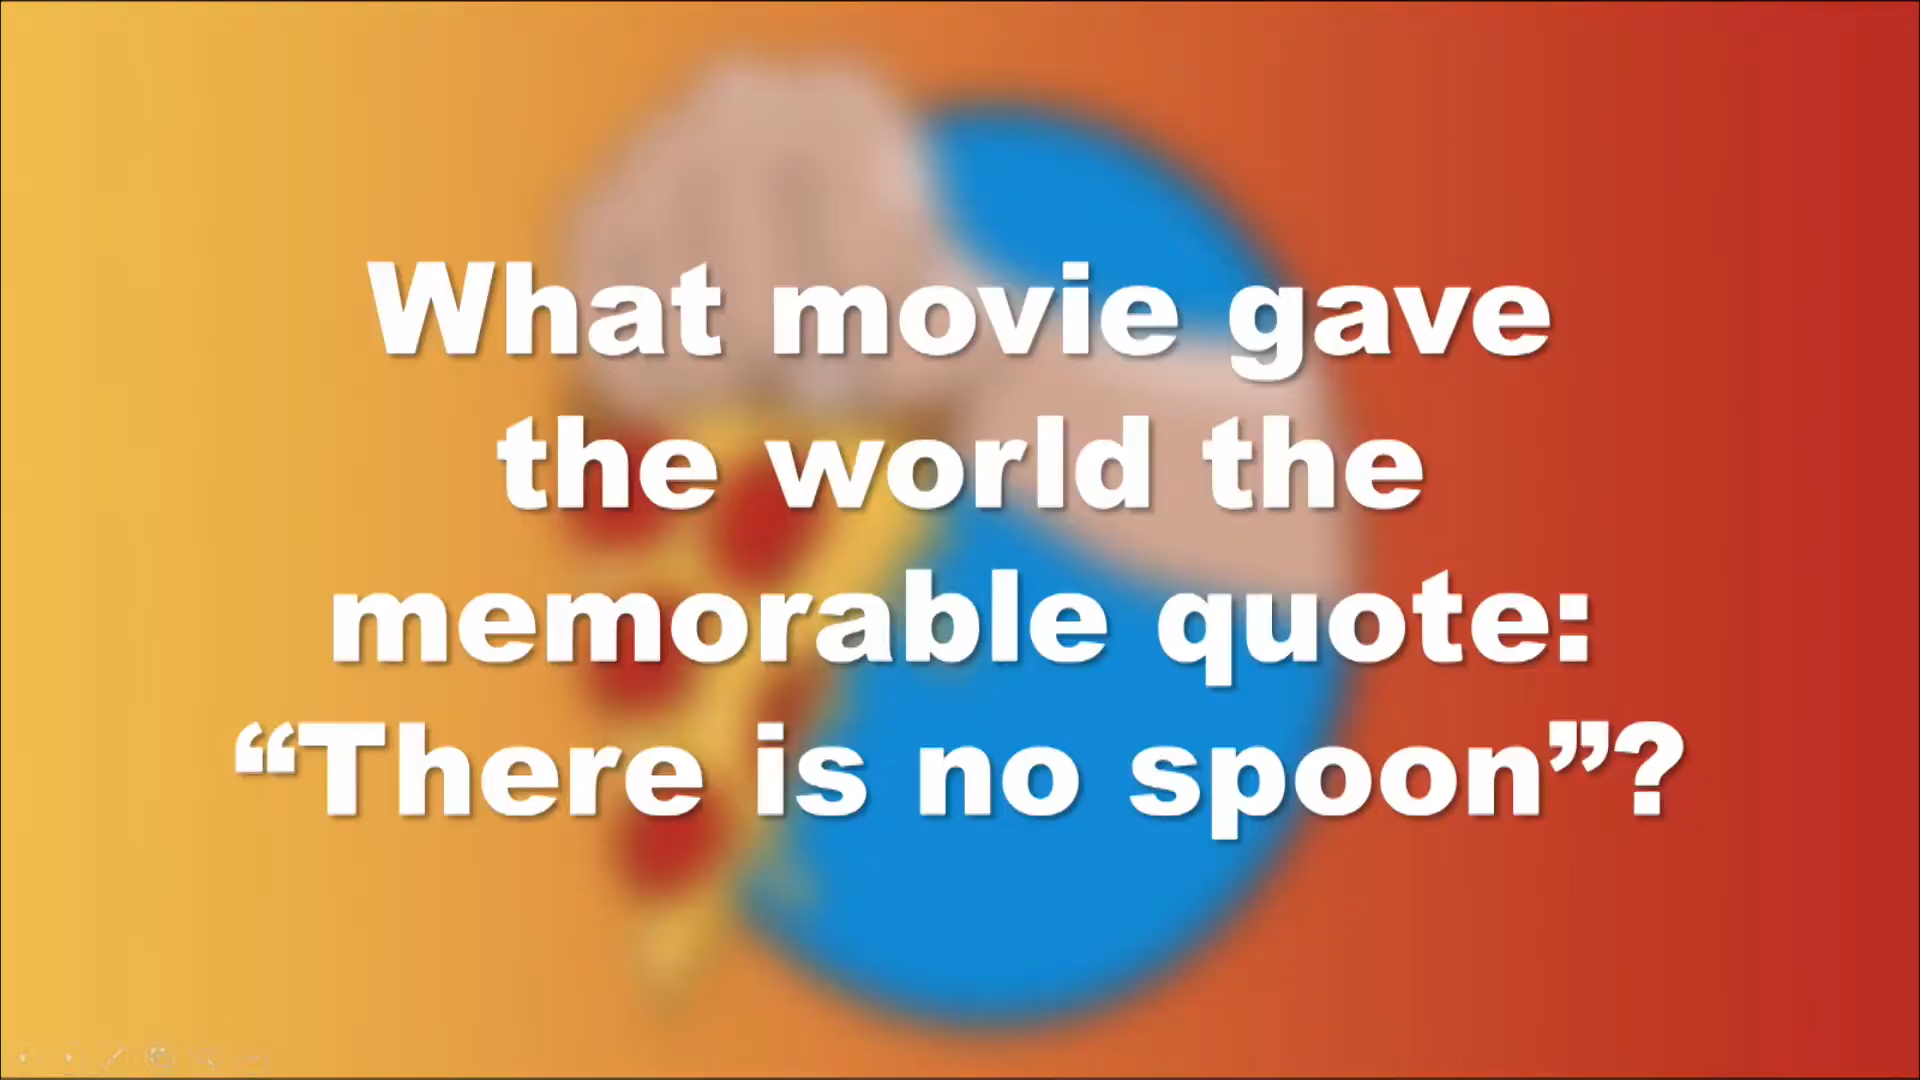 What movie gave
the world the
memorable quote:
“There is no spoon”?